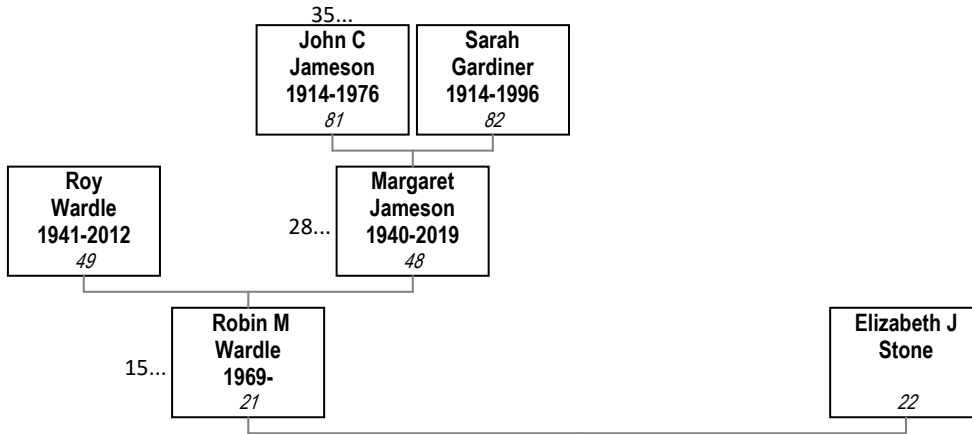 35...
John C
Jameson
1914-1976
81
Sarah
Gardiner
1914-1996
82
Roy
Wardle
1941-2012
49
28...
Margaret
Jameson
1940-2019
48
15...
Robin M
Wardle
1969-
21
Elizabeth J
Stone
22